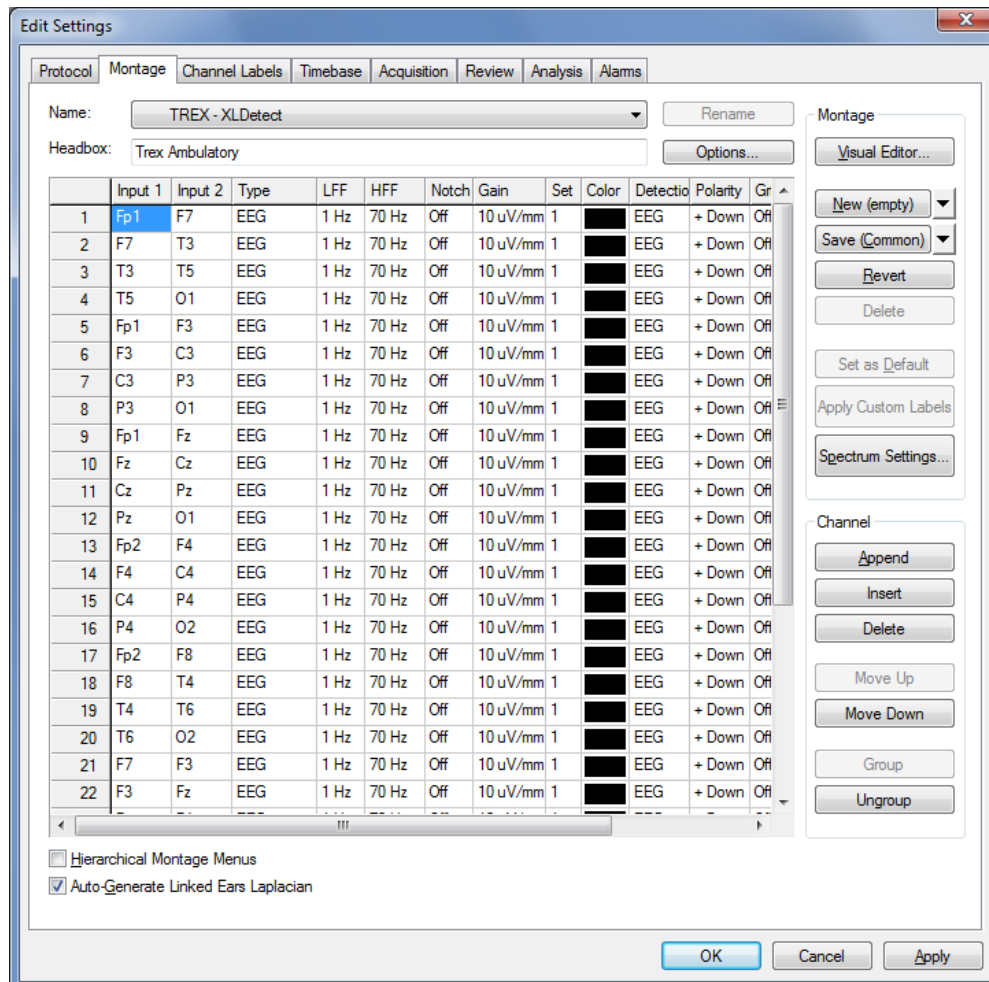 Edit Settings
Protocol Montage Channel Labels Timebase Acquisition Review Analysis Alarms
Name: TREX - XLDetect Rename
Headbox: Trex Ambulatory Options...
Input 1 Input 2 Type LFF HFF Notch Gain Set Color Detectio Polarity Gr
1 Fp1 F7 EEG 1 Hz 70 Hz Off 10 uV/mm 1 EEG + Down Off
2 F7 T3 EEG 1 Hz 70 Hz Off 10 uV/mm 1 EEG + Down Off
3 T3 T5 EEG 1 Hz 70 Hz Off 10 uV/mm 1 EEG + Down Off
4 T5 O1 EEG 1 Hz 70 Hz Off 10 uV/mm 1 EEG + Down Off
5 Fp1 F3 EEG 1 Hz 70 Hz Off 10 uV/mm 1 EEG + Down Off
6 F3 C3 EEG 1 Hz 70 Hz Off 10 uV/mm 1 EEG + Down Off
7 C3 P3 EEG 1 Hz 70 Hz Off 10 uV/mm 1 EEG + Down Off
8 P3 O1 EEG 1 Hz 70 Hz Off 10 uV/mm 1 EEG + Down Off
9 Fp1 Fz EEG 1 Hz 70 Hz Off 10 uV/mm 1 EEG + Down Off
10 Fz Cz EEG 1 Hz 70 Hz Off 10 uV/mm 1 EEG + Down Off
11 Cz Pz EEG 1 Hz 70 Hz Off 10 uV/mm 1 EEG + Down Off
12 Pz O1 EEG 1 Hz 70 Hz Off 10 uV/mm 1 EEG + Down Off
13 Fp2 F4 EEG 1 Hz 70 Hz Off 10 uV/mm 1 EEG + Down Off
14 F4 C4 EEG 1 Hz 70 Hz Off 10 uV/mm 1 EEG + Down Off
15 C4 P4 EEG 1 Hz 70 Hz Off 10 uV/mm 1 EEG + Down Off
16 P4 O2 EEG 1 Hz 70 Hz Off 10 uV/mm 1 EEG + Down Off
17 Fp2 F8 EEG 1 Hz 70 Hz Off 10 uV/mm 1 EEG + Down Off
18 F8 T4 EEG 1 Hz 70 Hz Off 10 uV/mm 1 EEG + Down Off
19 T4 T6 EEG 1 Hz 70 Hz Off 10 uV/mm 1 EEG + Down Off
20 T6 O2 EEG 1 Hz 70 Hz Off 10 uV/mm 1 EEG + Down Off
21 F7 F3 EEG 1 Hz 70 Hz Off 10 uV/mm 1 EEG + Down Off
22 F3 Fz EEG 1 Hz 70 Hz Off 10 uV/mm 1 EEG + Down Off
Hierarchical Montage Menus
Auto-Generate Linked Ears Laplacian
Montage
Visual Editor...
New (empty)
Save (Common)
Revert
Delete
Set as Default
Apply Custom Labels
Spectrum Settings...
Channel
Append
Insert
Delete
Move Up
Move Down
Group
Ungroup
OK Cancel Apply